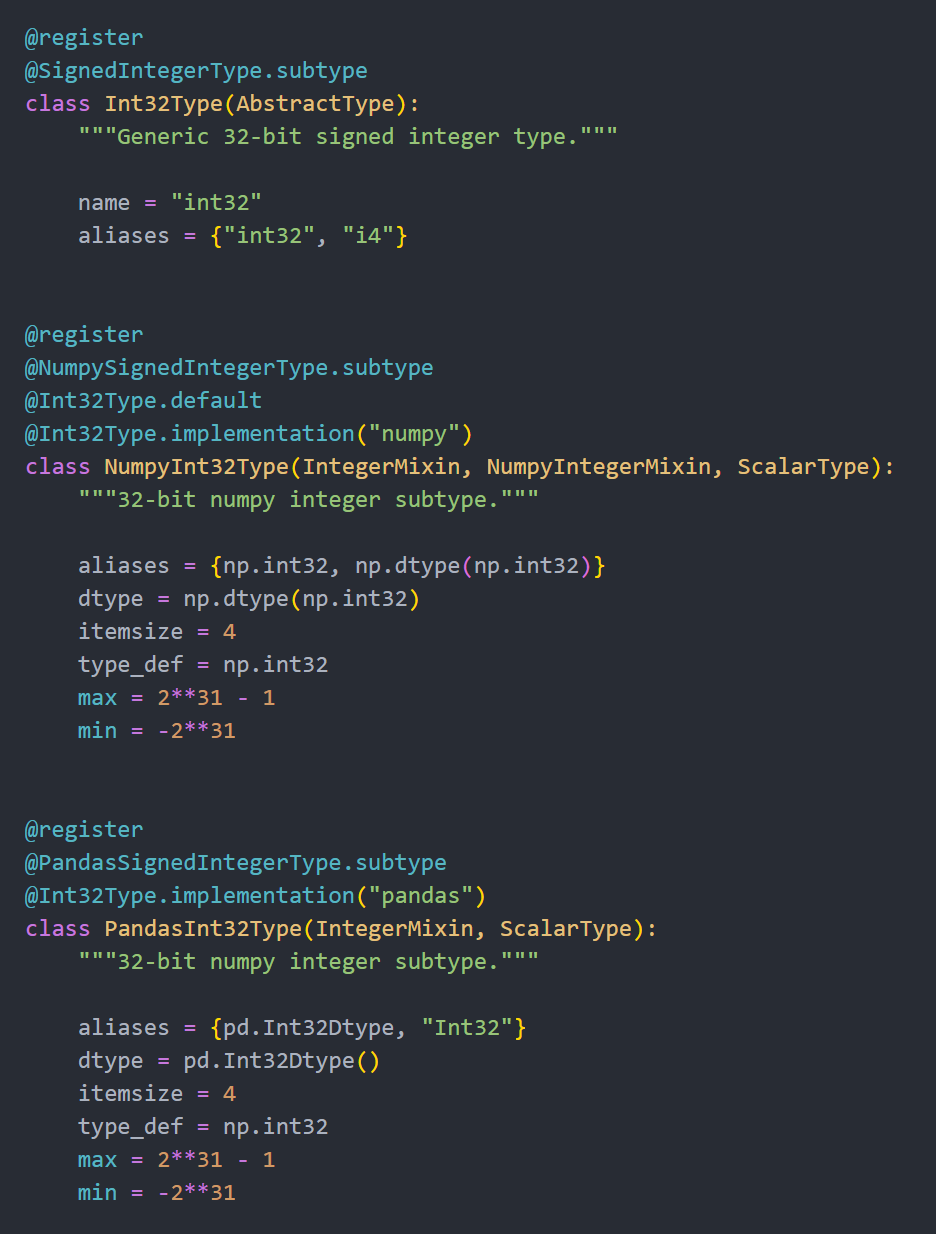 @register
@SignedIntegerType.subtype
class Int32Type(AbstractType):
    """Generic 32-bit signed integer type."""

    name = "int32"
    aliases = {"int32", "i4"}


@register
@NumpySignedIntegerType.subtype
@Int32Type.default
@Int32Type.implementation("numpy")
class NumpyInt32Type(IntegerMixin, NumpyIntegerMixin, ScalarType):
    """32-bit numpy integer subtype."""

    aliases = {np.int32, np.dtype(np.int32)}
    dtype = np.dtype(np.int32)
    itemsize = 4
    type_def = np.int32
    max = 2**31 - 1
    min = -2**31


@register
@PandasSignedIntegerType.subtype
@Int32Type.implementation("pandas")
class PandasInt32Type(IntegerMixin, ScalarType):
    """32-bit numpy integer subtype."""

    aliases = {pd.Int32Dtype, "Int32"}
    dtype = pd.Int32Dtype()
    itemsize = 4
    type_def = np.int32
    max = 2**31 - 1
    min = -2**31